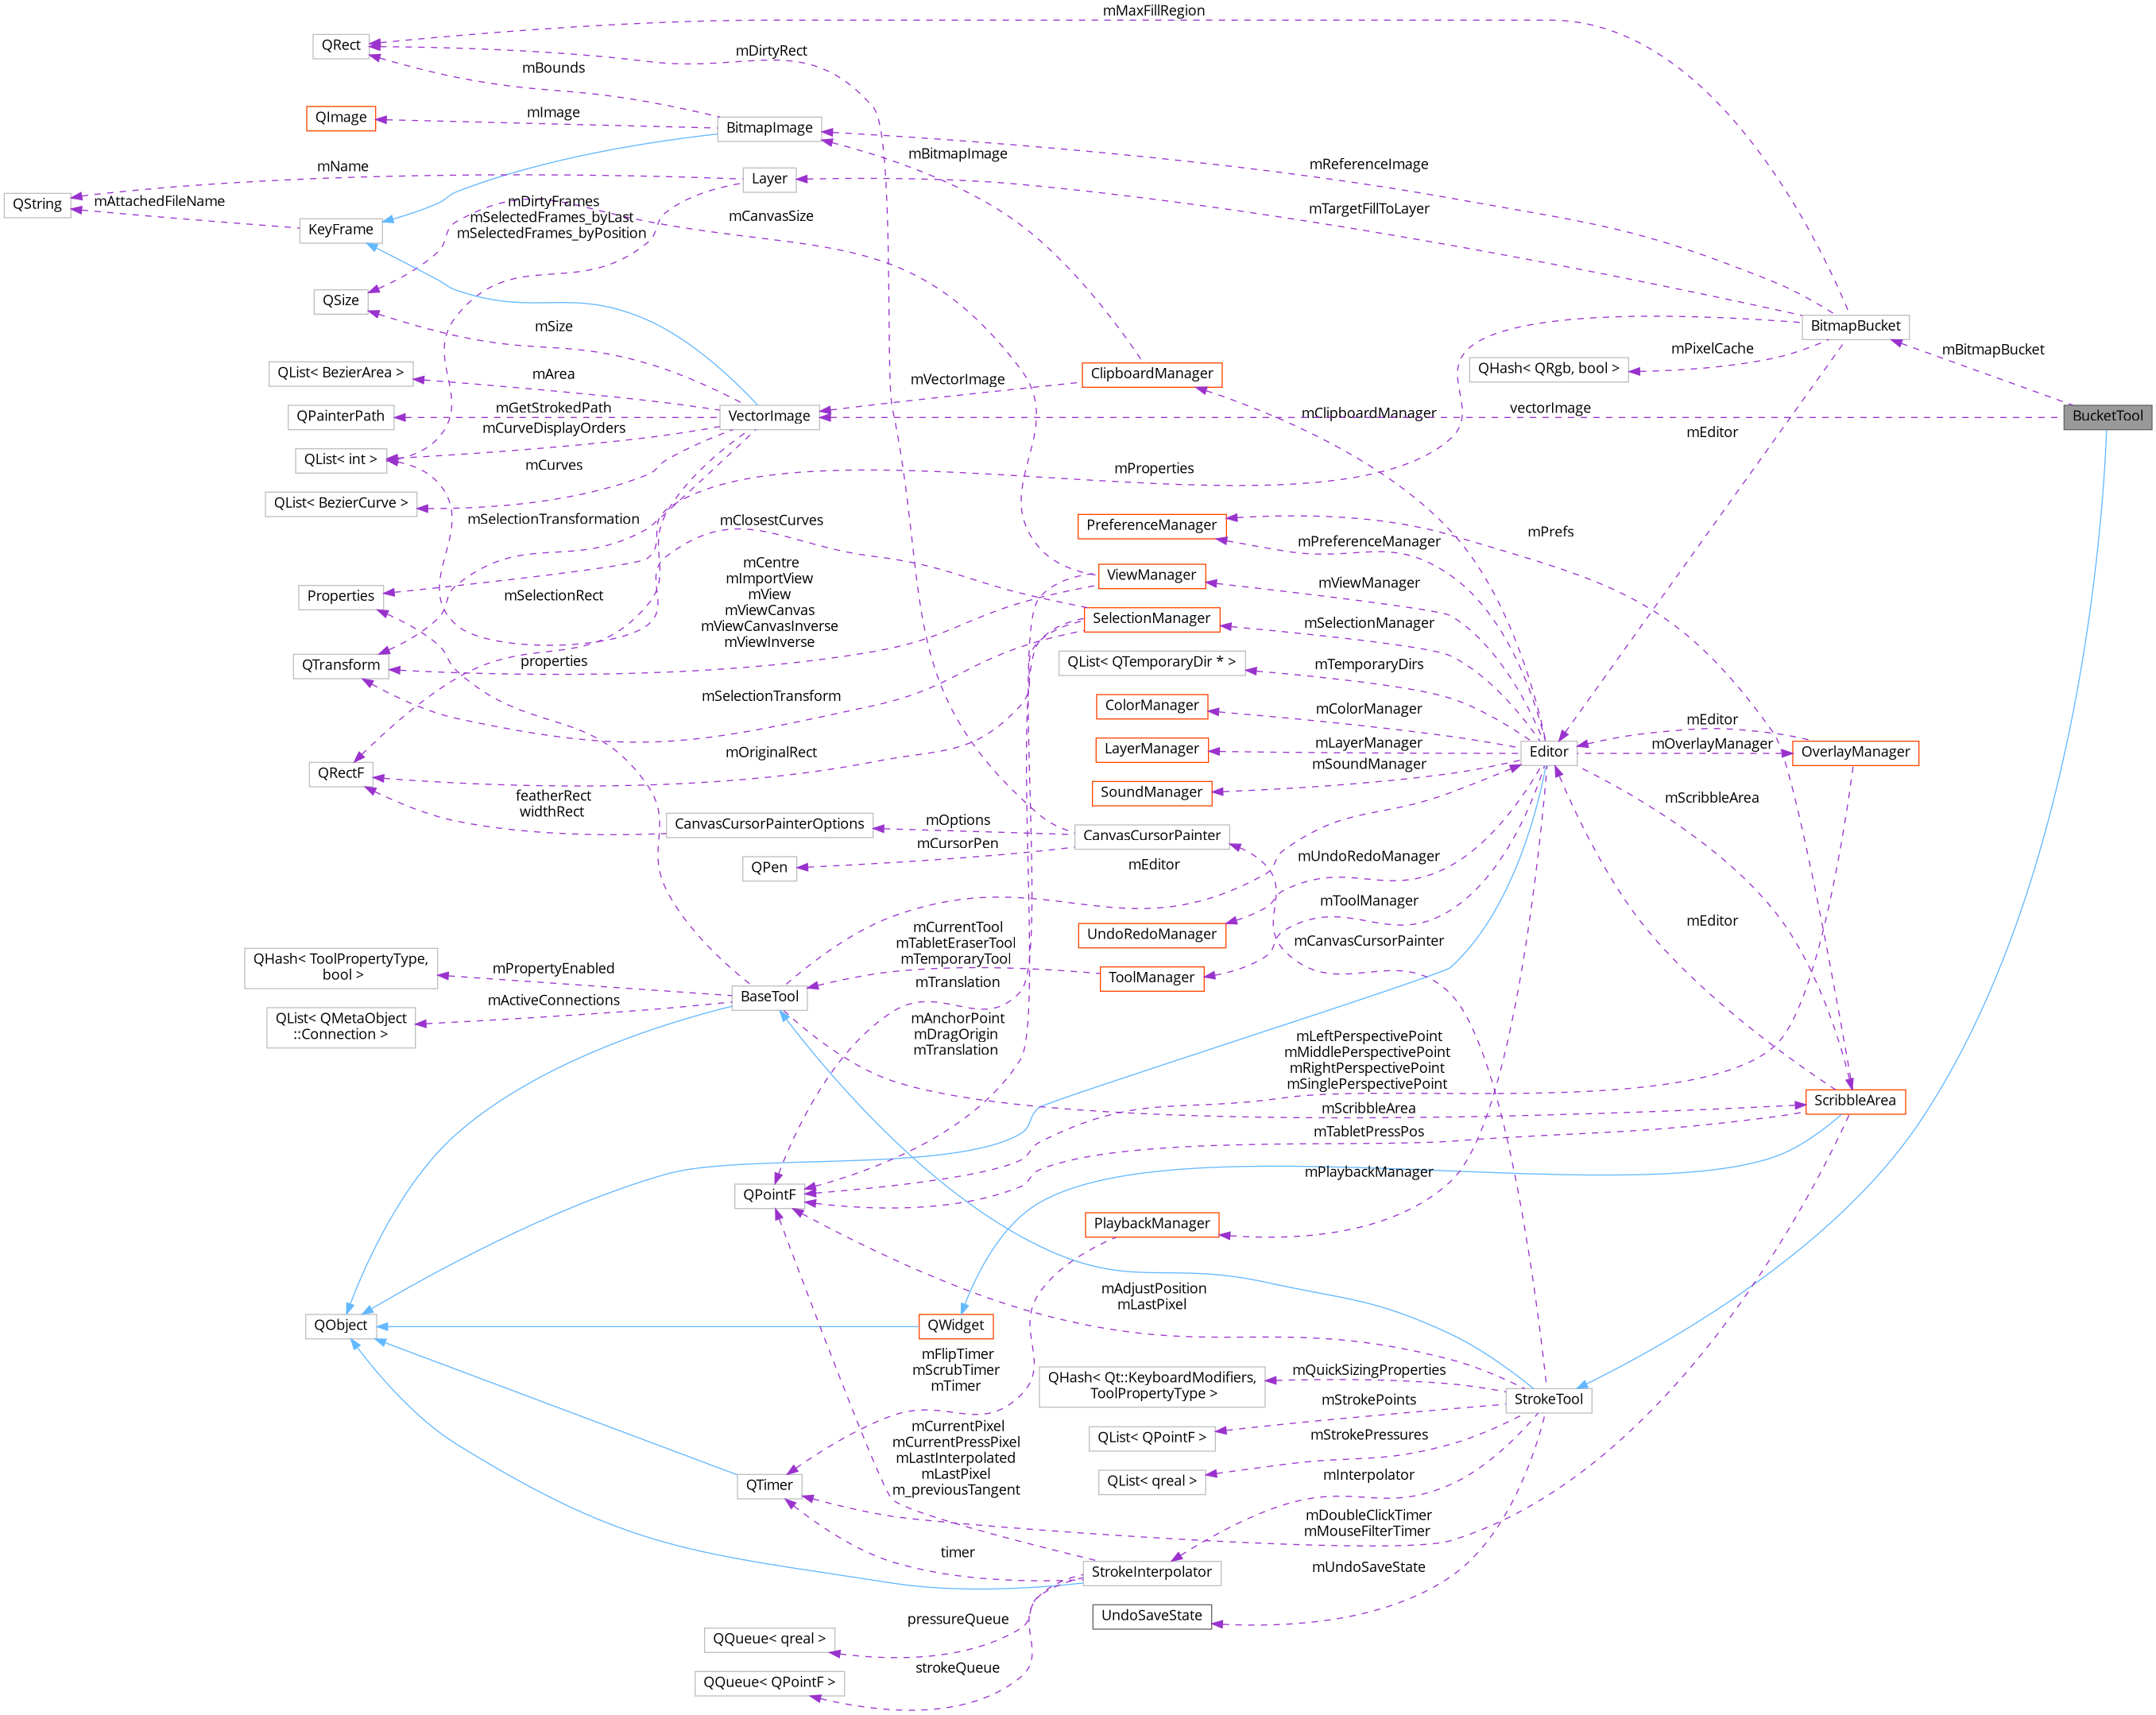 mMaxFillRegion
QRect
mDirtyRect
mBounds
QImage
mImage
BitmapImage
mBitmapImage
mReferenceImage
mName
Layer
QString
mAttachedFileName
mDirtyFrames
mSelectedFrames_byLast
mSelectedFrames_byPosition
mCanvasSize
mTargetFillToLayer
KeyFrame
QSize
mSize
BitmapBucket
mPixelCache
QHash< QRgb, bool >
mBitmapBucket
QList< BezierArea >
mArea
mVectorImage
ClipboardManager
QPainterPath
mGetStrokedPath
VectorImage
mClipboardManager
vectorImage
BucketTool
mCurveDisplayOrders
mEditor
QList< int >
mCurves
mProperties
QList< BezierCurve >
mSelectionTransformation
mClosestCurves
PreferenceManager
mPreferenceManager
mPrefs
mCentre
mImportView
mView
mViewCanvas
mViewCanvasInverse
mViewInverse
ViewManager
mViewManager
Properties
mSelectionRect
SelectionManager
mSelectionManager
QTransform
properties
QList< QTemporaryDir * >
mTemporaryDirs
mSelectionTransform
ColorManager
mColorManager
mEditor
mOriginalRect
LayerManager
mLayerManager
Editor
mOverlayManager
OverlayManager
QRectF
mSoundManager
SoundManager
featherRect
widthRect
mScribbleArea
CanvasCursorPainterOptions
mOptions
CanvasCursorPainter
mCursorPen
QPen
mEditor
mUndoRedoManager
mToolManager
mCurrentTool
mTabletEraserTool
mTemporaryTool
UndoRedoManager
mCanvasCursorPainter
mEditor
QHash< ToolPropertyType,
bool >
mPropertyEnabled
ToolManager
mTranslation
BaseTool
mActiveConnections
QList< QMetaObject
::Connection >
mAnchorPoint
mDragOrigin
mTranslation
mLeftPerspectivePoint
mMiddlePerspectivePoint
mRightPerspectivePoint
mSinglePerspectivePoint
ScribbleArea
mScribbleArea
mTabletPressPos
mPlaybackManager
QPointF
PlaybackManager
mAdjustPosition
mLastPixel
QObject
QWidget
mFlipTimer
mScrubTimer
mTimer
QHash< Qt::KeyboardModifiers,
ToolPropertyType >
mQuickSizingProperties
StrokeTool
mStrokePoints
QList< QPointF >
mStrokePressures
mCurrentPixel
mCurrentPressPixel
mLastInterpolated
mLastPixel
m_previousTangent
QList< qreal >
mInterpolator
QTimer
mDoubleClickTimer
mMouseFilterTimer
timer
StrokeInterpolator
mUndoSaveState
UndoSaveState
pressureQueue
QQueue< qreal >
strokeQueue
QQueue< QPointF >